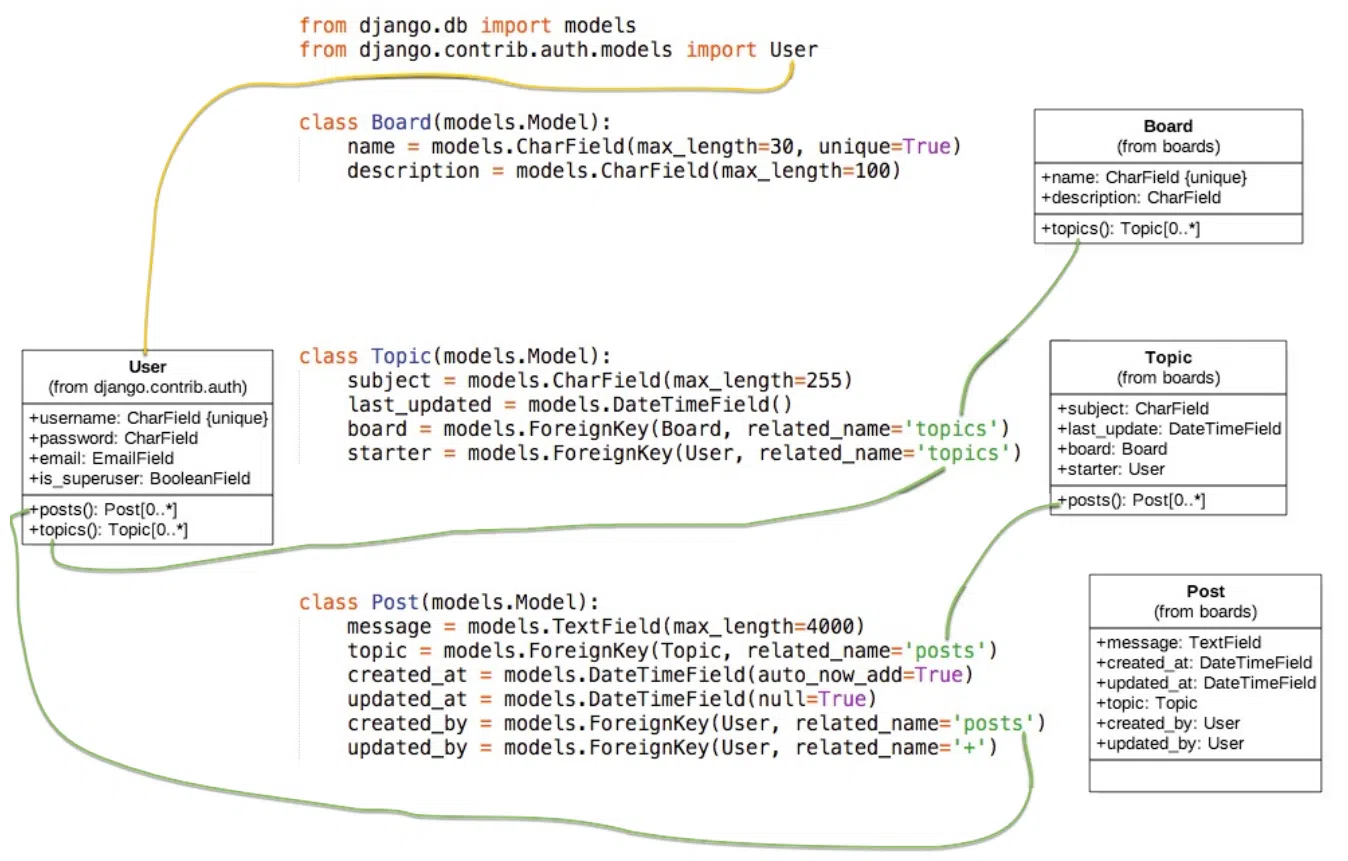 from django.db import models
from django.contrib.auth.models import User
class Board(models.Model):
name = models.CharField(max_length=30, unique=True)
description = models.CharField(max_length=100)
Board
(from boards)
+name: CharField {unique}
+description: CharField
+topics(): Topic[0..*]
User
(from django.contrib.auth)
+username: CharField {unique}
+password: CharField
+email: EmailField
+is_superuser: BooleanField
+posts(): Post[0..*]
+topics(): Topic[0..*]
class Topic(models.Model):
subject = models.CharField(max_length=255)
last_updated = models.DateTimeField()
board = models.ForeignKey(Board, related_name='topics')
starter = models.ForeignKey(User, related_name='topics')
Topic
(from boards)
+subject: CharField
+last_update: DateTimeField
+board: Board
+starter: User
+posts(): Post[0..*]
class Post(models.Model):
message = models.TextField(max_length=4000)
topic = models.ForeignKey(Topic, related_name='posts')
created_at = models.DateTimeField(auto_now_add=True)
updated_at = models.DateTimeField(null=True)
created_by = models.ForeignKey(User, related_name='posts')
updated_by = models.ForeignKey(User, related_name='+')
Post
(from boards)
+message: TextField
+created_at: DateTimeField
+updated_at: DateTimeField
+topic: Topic
+created_by: User
+updated_by: User